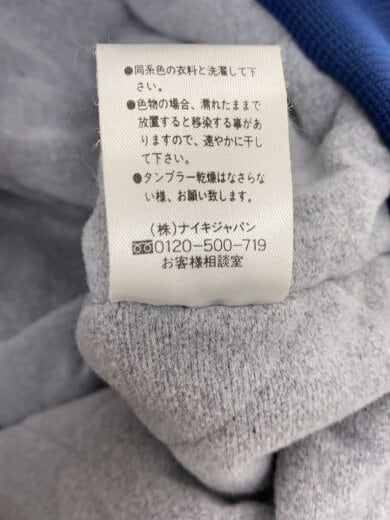 ●同系色の衣料と洗濯して下
さい。
●色物の場合、濡れたままで
放置すると移染する事があ
りますので、速やかに干し
て下さい。
●タンブラー乾燥はなさらな
い様、お願い致します。
(株)ナイキジャパン
0120-500-719
お客様相談室